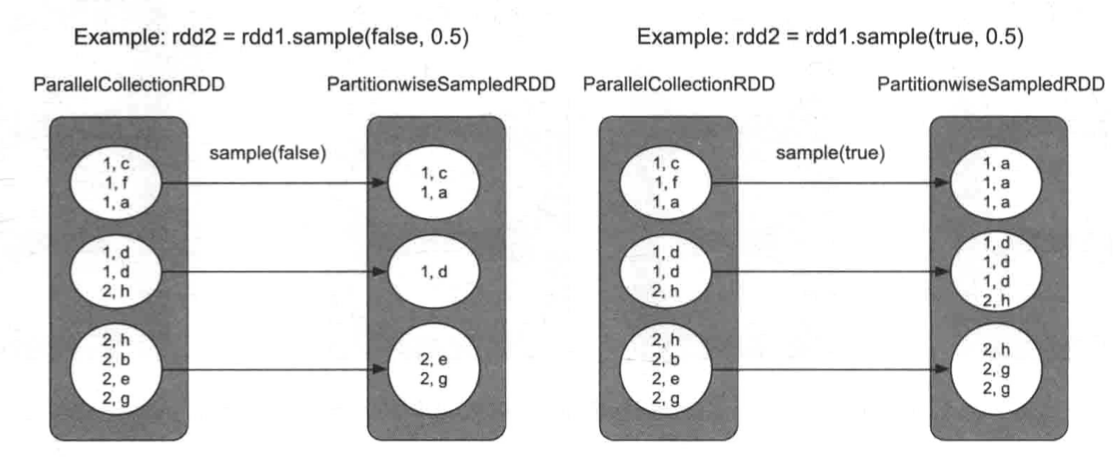 Example: rdd2 = rdd1.sample(false, 0.5)
ParallelCollectionRDD
PartitionwiseSampledRDD
sample(false)
1, c
1, f
1, a
1, c
1, a
1, d
1, d
2, h
1, d
2, h
2, b
2, e
2, g
2, e
2, g
Example: rdd2 = rdd1.sample(true, 0.5)
ParallelCollectionRDD
PartitionwiseSampledRDD
sample(true)
1, c
1, f
1, a
1, a
1, a
1, a
1, d
1, d
2, h
1, d
1, d
1, d
2, h
2, h
2, b
2, e
2, g
2, h
2, g
2, g